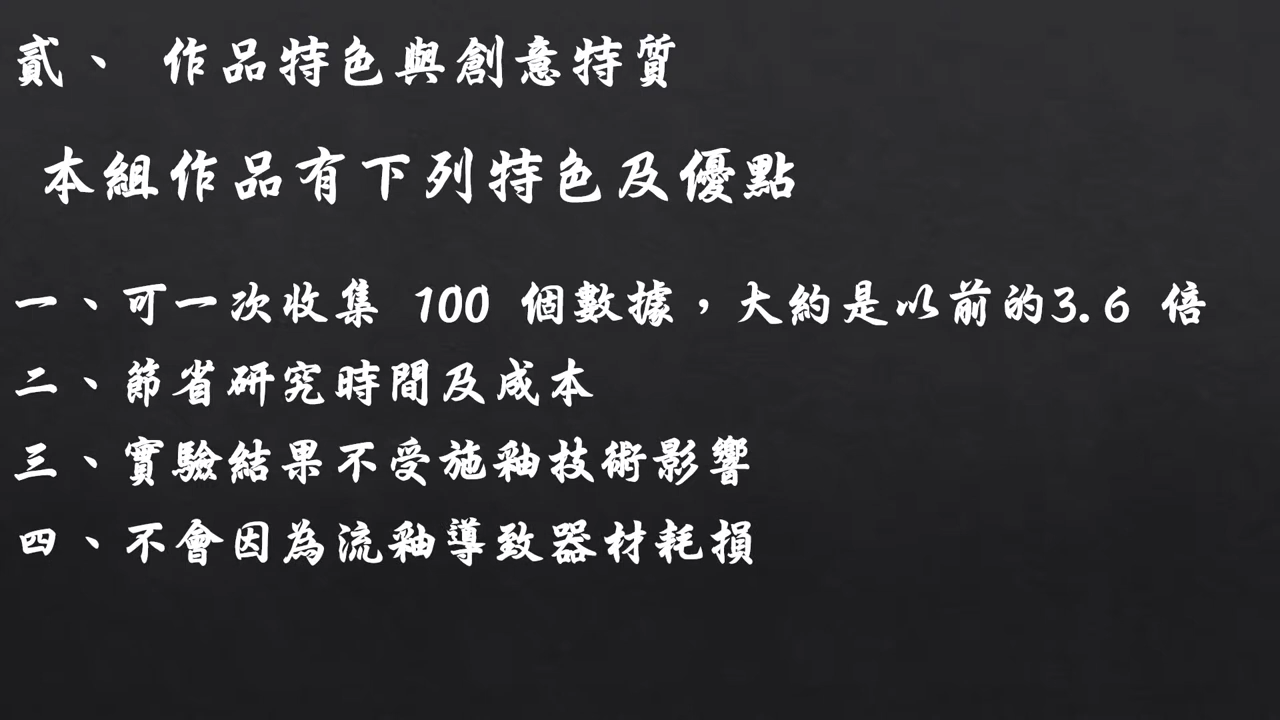 貳、 作品特色與創意特質
本組作品有下列特色及優點
一、可一次收集 100 個數據，大約是以前的3.6 倍
二、節省研究時間及成本
三、實驗結果不受施釉技術影響
四、不會因為流釉導致器材耗損